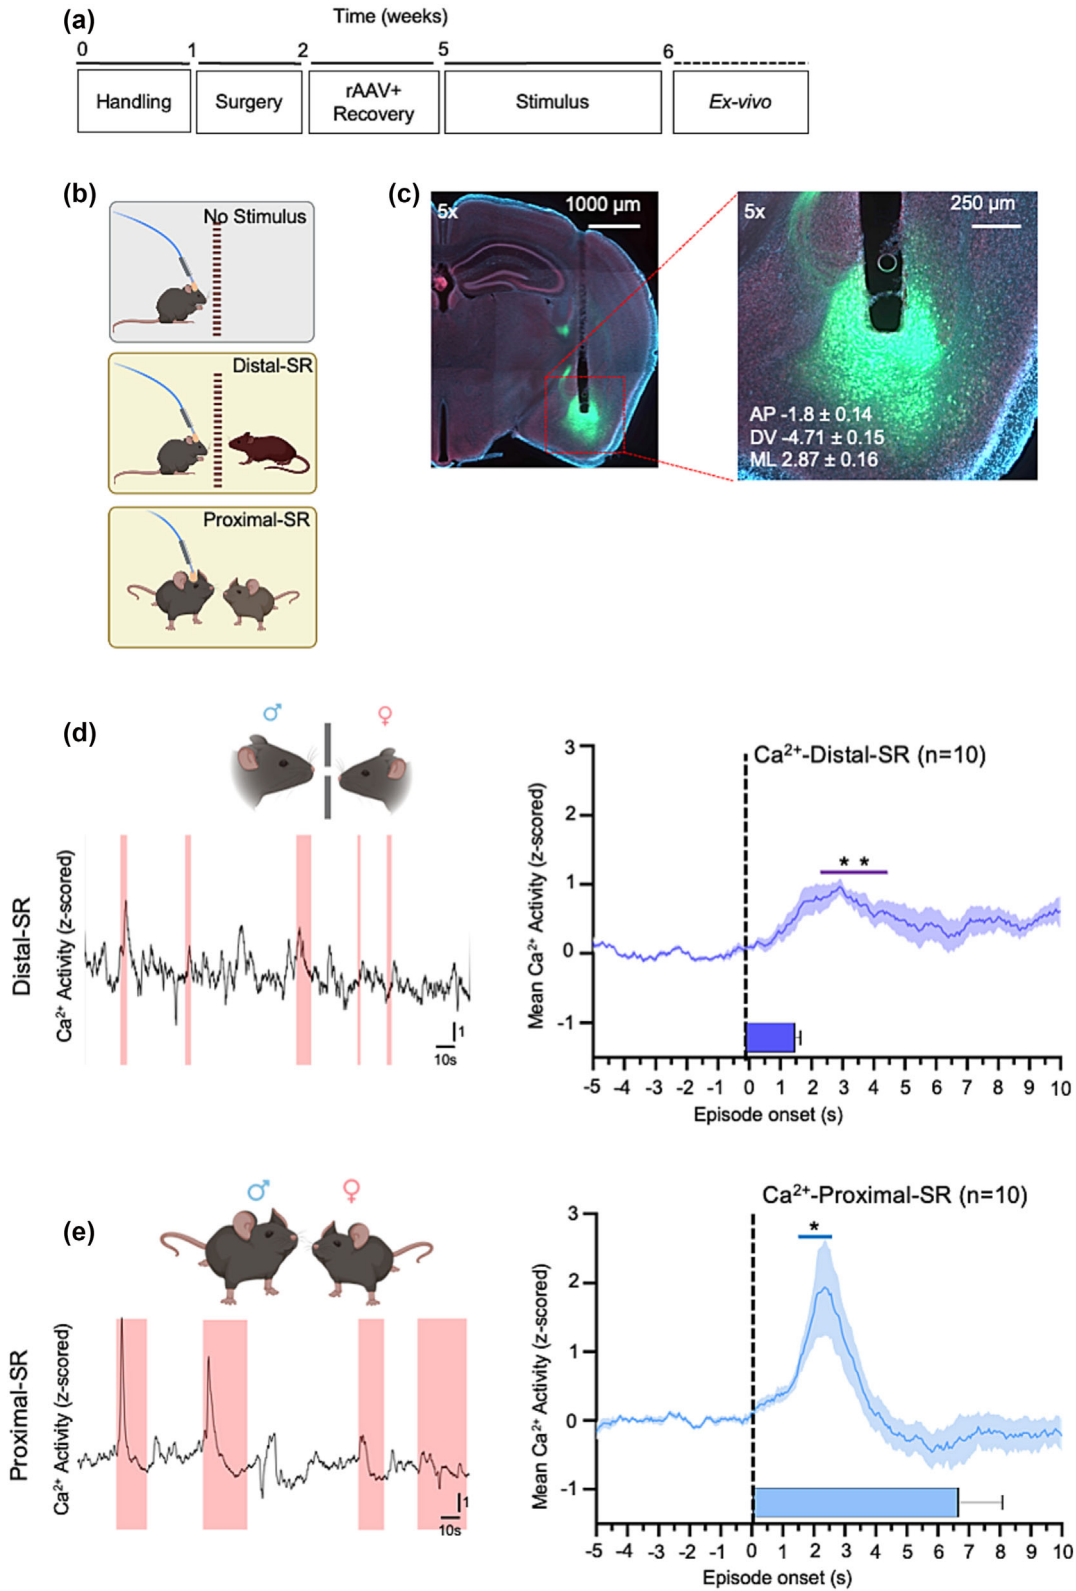 (a)
Time (weeks)
0 1 2 5 6
Handling
Surgery
rAAV+
Recovery
Stimulus
Ex-vivo
(b)
No Stimulus
Distal-SR
Proximal-SR
(c)
5x
1000 µm
5x
250 µm
AP -1.8 ± 0.14
DV -4.71 ± 0.15
ML 2.87 ± 0.16
(d)
♂ ♀
Distal-SR
Ca²⁺ Activity (z-scored)
1
10s
Ca²⁺-Distal-SR (n=10)
Mean Ca²⁺ Activity (z-scored)
3
2
1
0
-1
* *
-5 -4 -3 -2 -1 0 1 2 3 4 5 6 7 8 9 10
Episode onset (s)
(e)
♂ ♀
Proximal-SR
Ca²⁺ Activity (z-scored)
1
10s
Ca²⁺-Proximal-SR (n=10)
Mean Ca²⁺ Activity (z-scored)
3
2
1
0
-1
*
-5 -4 -3 -2 -1 0 1 2 3 4 5 6 7 8 9 10
Episode onset (s)